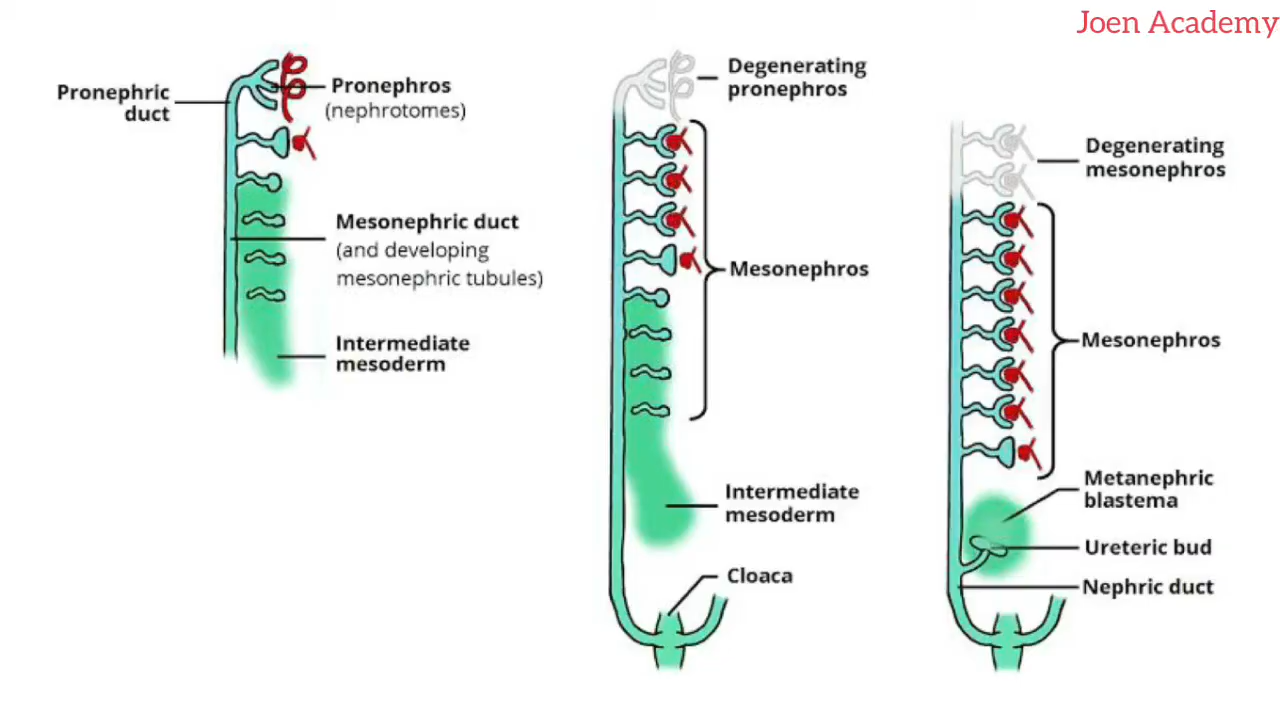 Joen Academy
Pronephric
duct
Pronephros
(nephrotomes)
Mesonephric duct
(and developing
mesonephric tubules)
Intermediate
mesoderm
Degenerating
pronephros
Mesonephros
Intermediate
mesoderm
Cloaca
Degenerating
mesonephros
Mesonephros
Metanephric
blastema
Ureteric bud
Nephric duct